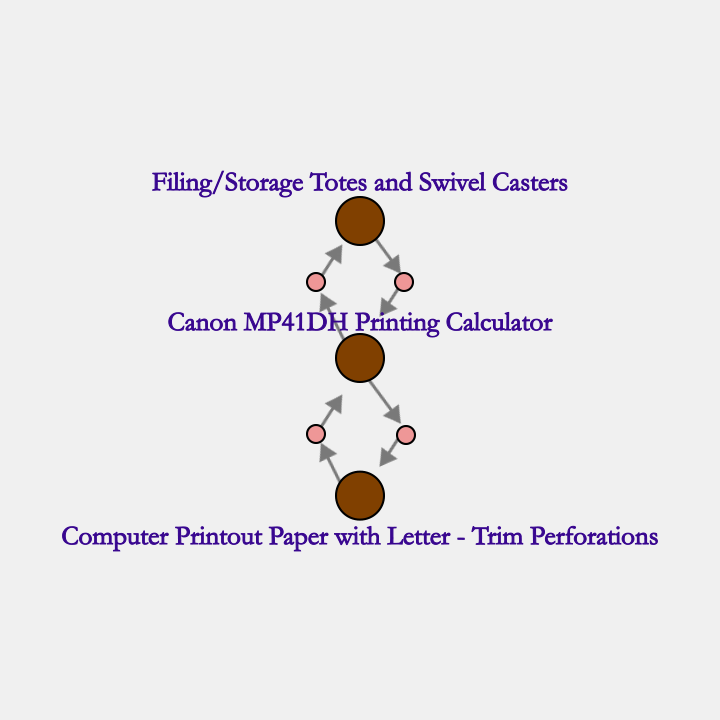 Filing/Storage Totes and Swivel Casters
Canon MP41DH Printing Calculator
Computer Printout Paper with Letter - Trim Perforations